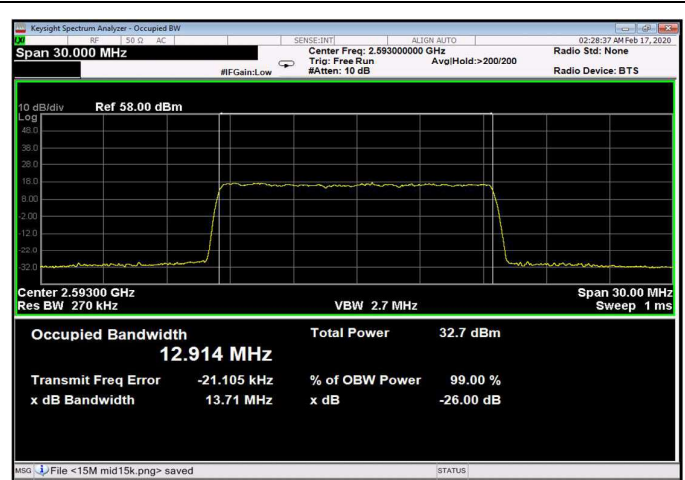 Keysight Spectrum Analyzer - Occupied BW
RF 50 Ω AC SENSE:INT ALIGN AUTO 02:28:37 AM Feb 17, 2020
Span 30.000 MHz Center Freq: 2.593000000 GHz Radio Std: None
Trig: Free Run Avg|Hold:>200/200
#IFGain:Low #Atten: 10 dB Radio Device: BTS
10 dB/div Ref 58.00 dBm
Log
48.0
38.0
28.0
18.0
8.00
-2.00
-12.0
-22.0
-32.0
Center 2.59300 GHz Span 30.00 MHz
Res BW 270 kHz VBW 2.7 MHz Sweep 1 ms
Occupied Bandwidth Total Power 32.7 dBm
12.914 MHz
Transmit Freq Error -21.105 kHz % of OBW Power 99.00 %
x dB Bandwidth 13.71 MHz x dB -26.00 dB
MSG File <15M mid15k.png> saved STATUS